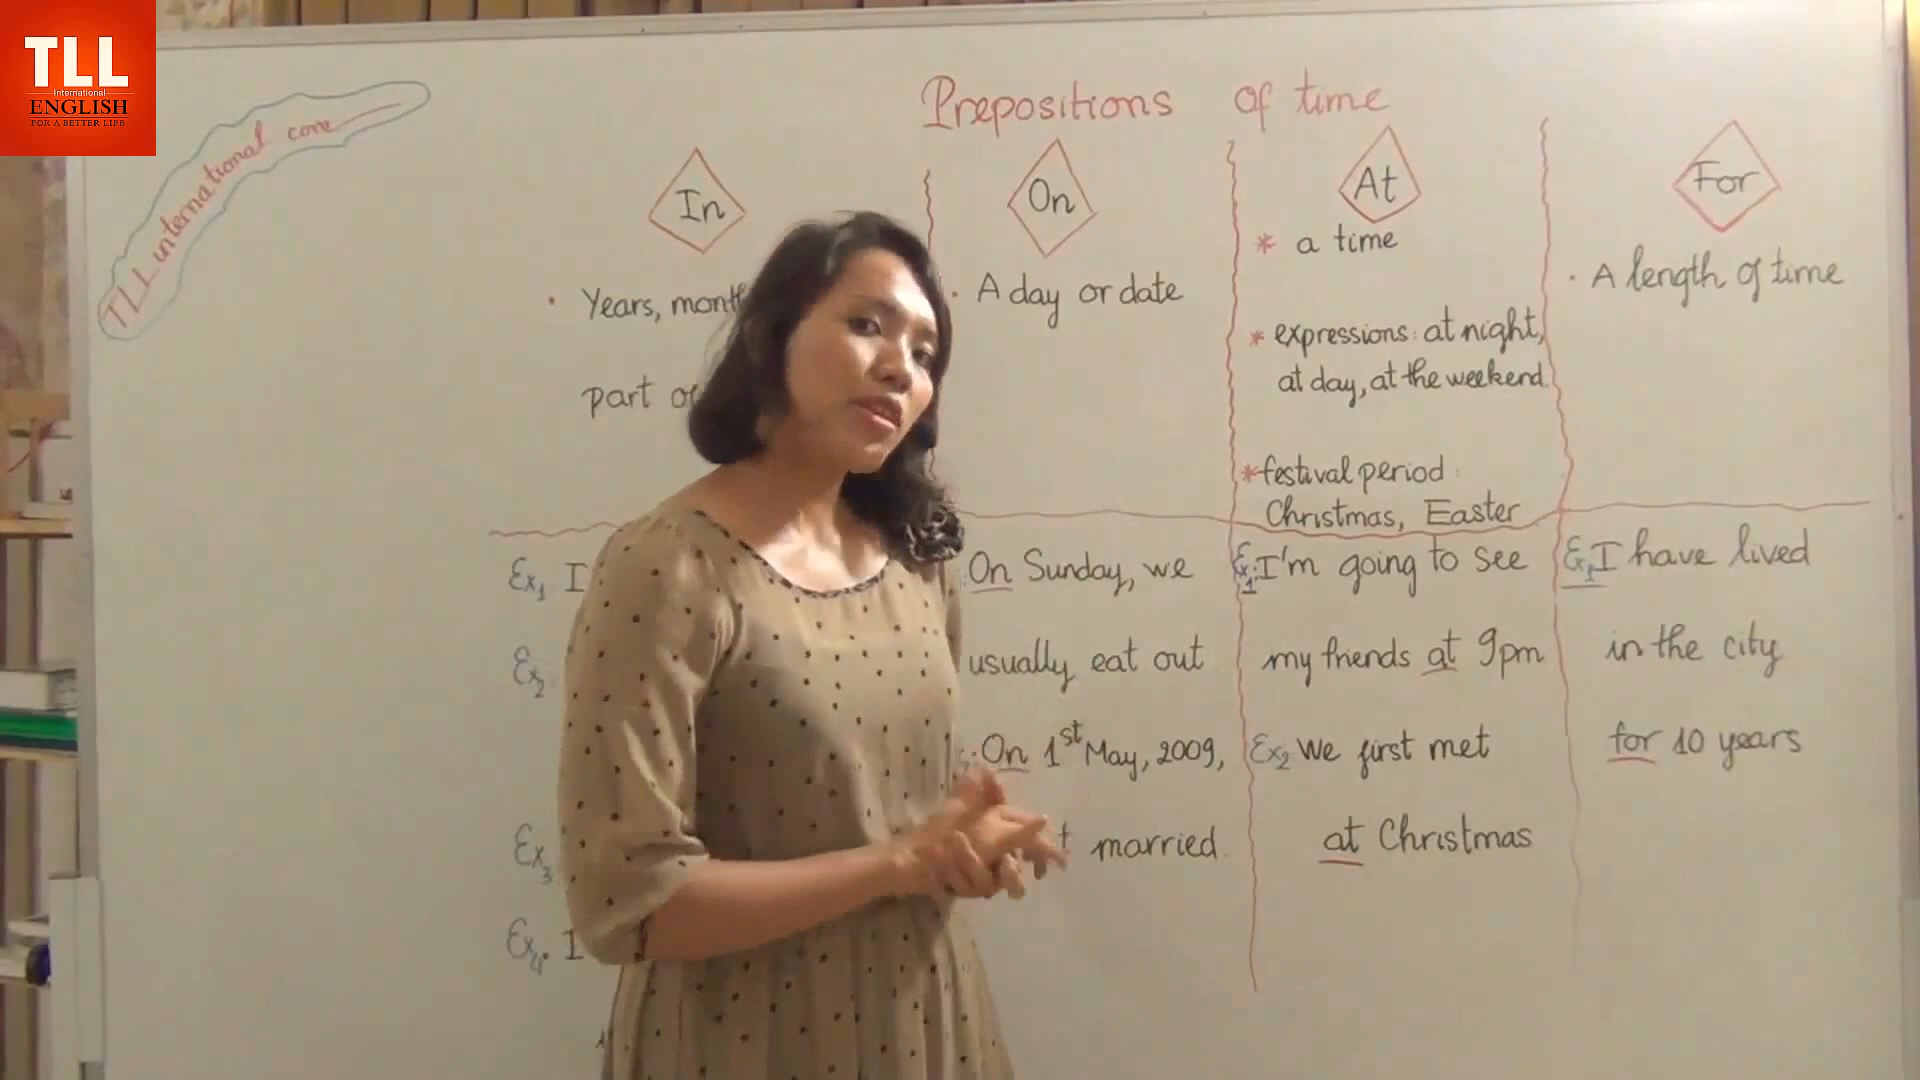 TLL
International
ENGLISH
FOR A BETTER LIFE
TLL international core
Prepositions of time
In
Years,
part
Ex1 I
Ex2
Ex3
Ex4. I
On
. A day or date
On Sunday, we
usually eat out
On 1st May, 2009,
married.
At
* a time
* expressions: at night,
at day, at the weekend.
* festival period:
Christmas, Easter
Ex1: I'm going to see
my friends at 9pm
Ex2 We first met
at Christmas
For
. A length of time
Ex1 I have lived
in the city
for 10 years